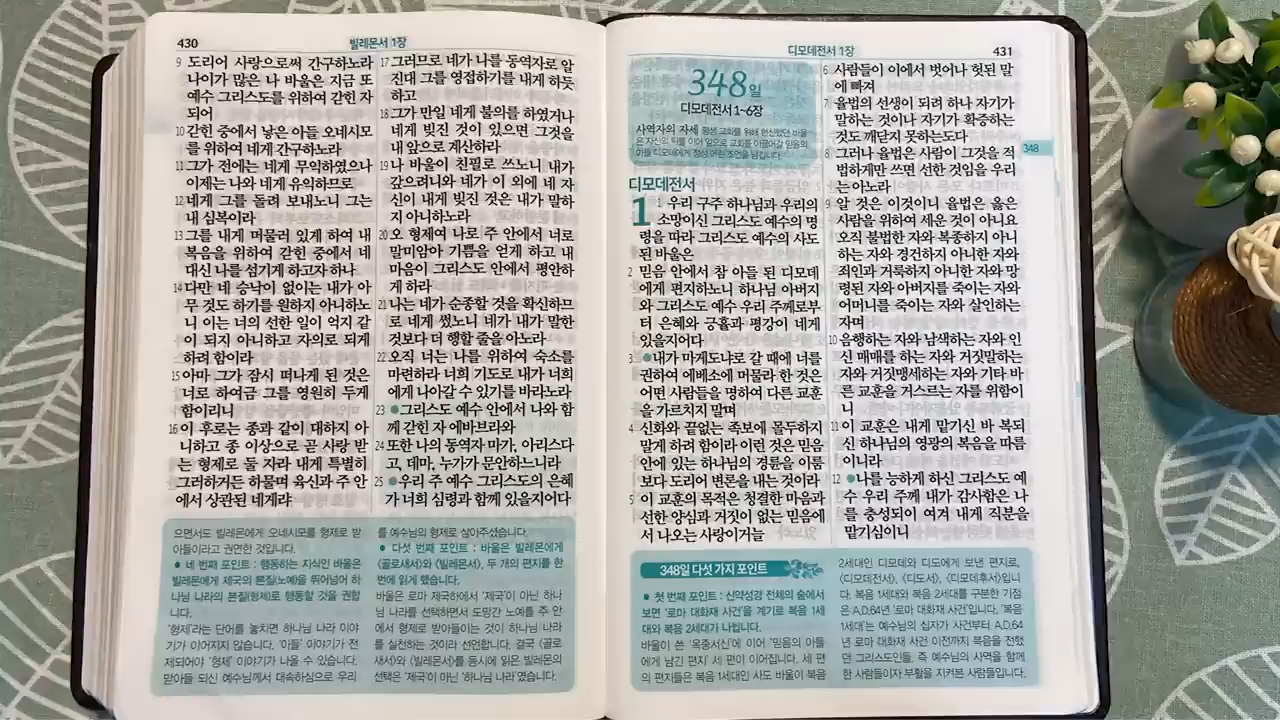 430
빌레몬서 1장
9 도리어 사랑으로써 간구하노라
나이가 많은 나 바울은 지금 또
예수 그리스도를 위하여 갇힌 자
되어
10 갇힌 중에서 낳은 아들 오네시모
를 위하여 네게 간구하노라
11 그가 전에는 네게 무익하였으나
이제는 나와 네게 유익하므로
12 네게 그를 돌려 보내노니 그는
내 심복이라
13 그를 내게 머물러 있게 하여 내
복음을 위하여 갇힌 중에서 네
대신 나를 섬기게 하고자 하나
14 다만 네 승낙이 없이는 내가 아
무 것도 하기를 원하지 아니하노
니 이는 너의 선한 일이 억지 같
이 되지 아니하고 자의로 되게
하려 함이라
15 아마 그가 잠시 떠나게 된 것은
너로 하여금 그를 영원히 두게
함이리니
16 이 후로는 종과 같이 대하지 아
니하고 종 이상으로 곧 사랑 받
는 형제로 둘 자라 내게 특별히
그러하거든 하물며 육신과 주 안
에서 상관된 네게랴
17 그러므로 네가 나를 동역자로 알
진대 그를 영접하기를 내게 하듯
하고
18 그가 만일 네게 불의를 하였거나
네게 빚진 것이 있으면 그것을
내 앞으로 계산하라
19 나 바울이 친필로 쓰노니 내가
갚으려니와 네가 이 외에 네 자
신이 내게 빚진 것은 내가 말하
지 아니하노라
20 오 형제여 나로 주 안에서 너로
말미암아 기쁨을 얻게 하고 내
마음이 그리스도 안에서 평안하
게 하라
21 나는 네가 순종할 것을 확신하므
로 네게 썼노니 네가 내가 말한
것보다 더 행할 줄을 아노라
22 오직 너는 나를 위하여 숙소를
마련하라 너희 기도로 내가 너희
에게 나아갈 수 있기를 바라노라
23 ●그리스도 예수 안에서 나와 함
께 갇힌 자 에바브라와
24 또한 나의 동역자 마가, 아리스다
고, 데마, 누가가 문안하느니라
25 ●우리 주 예수 그리스도의 은혜
가 너희 심령과 함께 있을지어다
으면서도 빌레몬에게 오네시모를 형제로 받
아들이라고 권면한 것입니다.
● 네 번째 포인트 : 행동하는 지식인 바울은
빌레몬에게 제국의 본질(노예)을 뛰어넘어 하
나님 나라의 본질(형제)로 행동할 것을 권합
니다.
'형제'라는 단어를 놓치면 하나님 나라 이야
기가 이어지지 않습니다. '아들' 이야기가 전
제되어야 '형제' 이야기가 나올 수 있습니다.
맏아들 되신 예수님께서 대속하심으로 우리
를 예수님의 형제로 삼아주셨습니다.
● 다섯 번째 포인트 : 바울은 빌레몬에게
〈골로새서〉와 〈빌레몬서〉, 두 개의 편지를 한
번에 읽게 했습니다.
바울은 로마 제국하에서 '제국'이 아닌 하나
님 나라를 선택하면서 도망간 노예를 주 안
에서 형제로 받아들이는 것이 하나님 나라
를 실천하는 것이라 선언합니다. 결국 〈골로
새서〉와 〈빌레몬서〉를 동시에 읽은 빌레몬의
선택은 '제국'이 아닌 '하나님 나라'였습니다.
디모데전서 1장
431
348일
디모데전서 1~6장
사역자의 자세 평생 교회를 위해 헌신했던 바울
은 자신의 뒤를 이어 앞으로 교회를 이끌어갈 믿음의
아들 디모데에게 정성 어린 조언을 남깁니다.
디모데전서
1 1 우리 구주 하나님과 우리의
소망이신 그리스도 예수의 명
령을 따라 그리스도 예수의 사도
된 바울은
2 믿음 안에서 참 아들 된 디모데
에게 편지하노니 하나님 아버지
와 그리스도 예수 우리 주께로부
터 은혜와 긍휼과 평강이 네게
있을지어다
3 ●내가 마게도냐로 갈 때에 너를
권하여 에베소에 머물라 한 것은
어떤 사람들을 명하여 다른 교훈
을 가르치지 말며
4 신화와 끝없는 족보에 몰두하지
말게 하려 함이라 이런 것은 믿음
안에 있는 하나님의 경륜을 이룸
보다 도리어 변론을 내는 것이라
5 이 교훈의 목적은 청결한 마음과
선한 양심과 거짓이 없는 믿음에
서 나오는 사랑이거늘
6 사람들이 이에서 벗어나 헛된 말
에 빠져
7 율법의 선생이 되려 하나 자기가
말하는 것이나 자기가 확증하는
것도 깨닫지 못하는도다
8 그러나 율법은 사람이 그것을 적
법하게만 쓰면 선한 것임을 우리
는 아노라
9 알 것은 이것이니 율법은 옳은
사람을 위하여 세운 것이 아니요
오직 불법한 자와 복종하지 아니
하는 자와 경건하지 아니한 자와
죄인과 거룩하지 아니한 자와 망
령된 자와 아버지를 죽이는 자와
어머니를 죽이는 자와 살인하는
자며
10 음행하는 자와 남색하는 자와 인
신 매매를 하는 자와 거짓말하는
자와 거짓맹세하는 자와 기타 바
른 교훈을 거스르는 자를 위함이
니
11 이 교훈은 내게 맡기신 바 복되
신 하나님의 영광의 복음을 따름
이니라
12 ●나를 능하게 하신 그리스도 예
수 우리 주께 내가 감사함은 나
를 충성되이 여겨 내게 직분을
맡기심이니
348
348일 다섯 가지 포인트
● 첫 번째 포인트 : 신약성경 전체의 숲에서
보면 '로마 대화재 사건'을 계기로 복음 1세
대와 복음 2세대가 나뉩니다.
바울이 쓴 '옥중서신'에 이어 '믿음의 아들
에게 남긴 편지' 세 편이 이어집니다. 세 편
의 편지들은 복음 1세대인 사도 바울이 복음
2세대인 디모데와 디도에게 보낸 편지로,
〈디모데전서〉, 〈디도서〉, 〈디모데후서〉입니
다. 복음 1세대와 복음 2세대를 구분한 기점
은 A.D.64년 '로마 대화재 사건'입니다. '복음
1세대'는 예수님의 십자가 사건부터 A.D.64
년 로마 대화재 사건 이전까지 복음을 전했
던 그리스도인들, 즉 예수님의 사역을 함께
한 사람들이자 부활을 지켜본 사람들입니다.